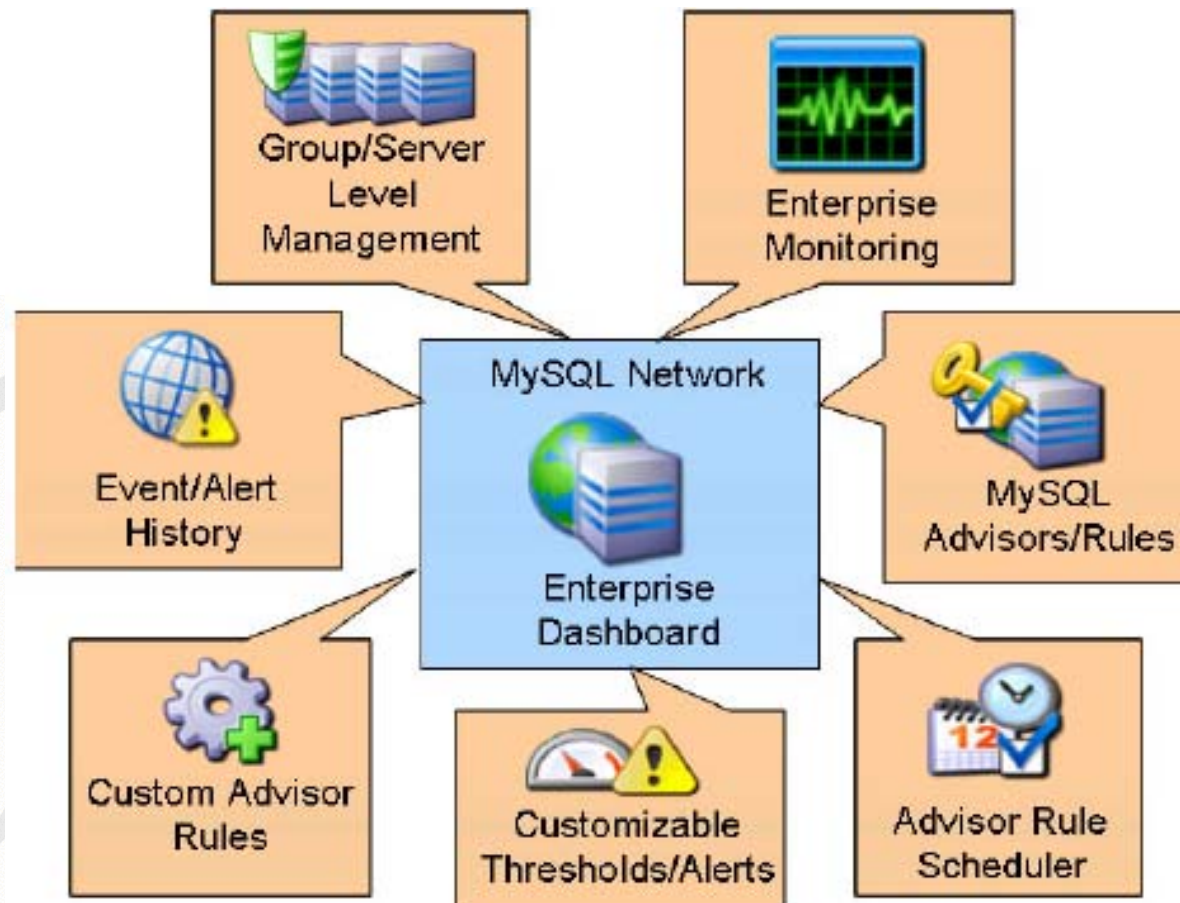 Group/Server
Level
Management
Enterprise
Monitoring
MySQL Network
Enterprise
Dashboard
Event/Alert
History
MySQL
Advisors/Rules
Custom Advisor
Rules
Customizable
Thresholds/Alerts
12
Advisor Rule
Scheduler